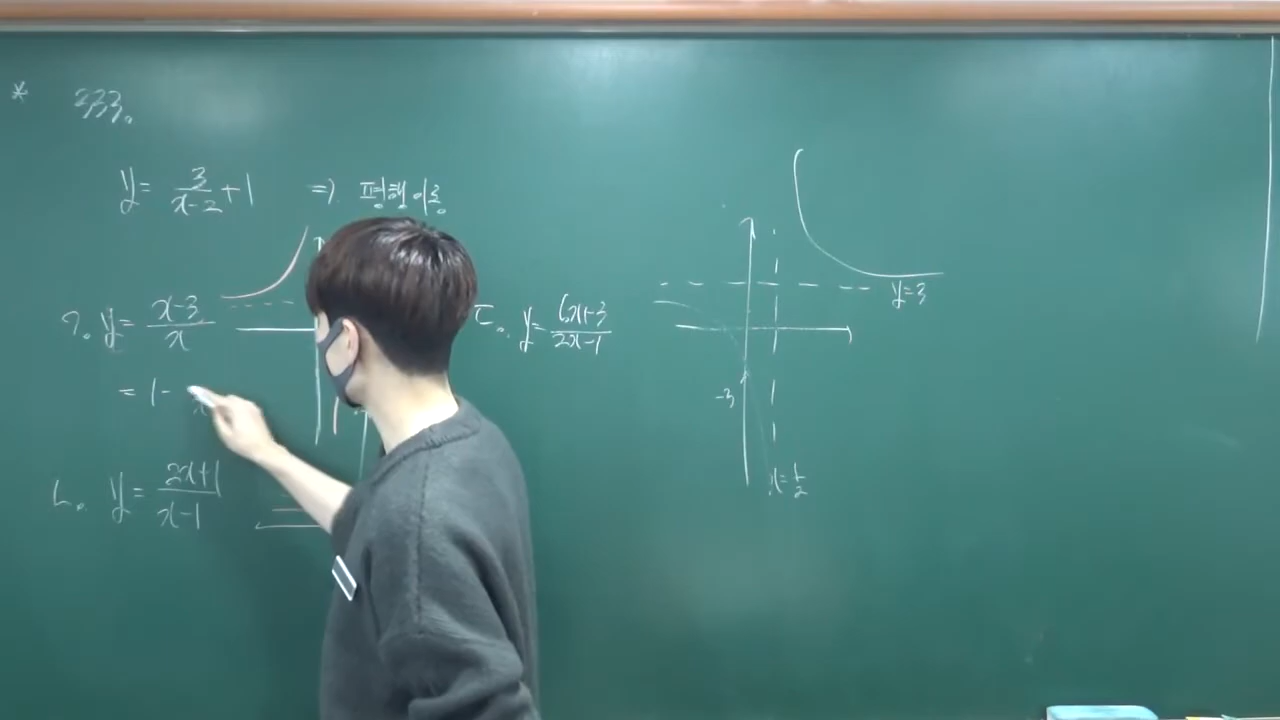 * 333.
y = 3/(x-2) + 1 ⇒ 평행이동
ㄱ. y = (x-3)/x
= 1 -
ㄴ. y = (2x+1)/(x-1)
ㄷ. y = (6x+3)/(2x-1)
y=3
-3
x=1/2